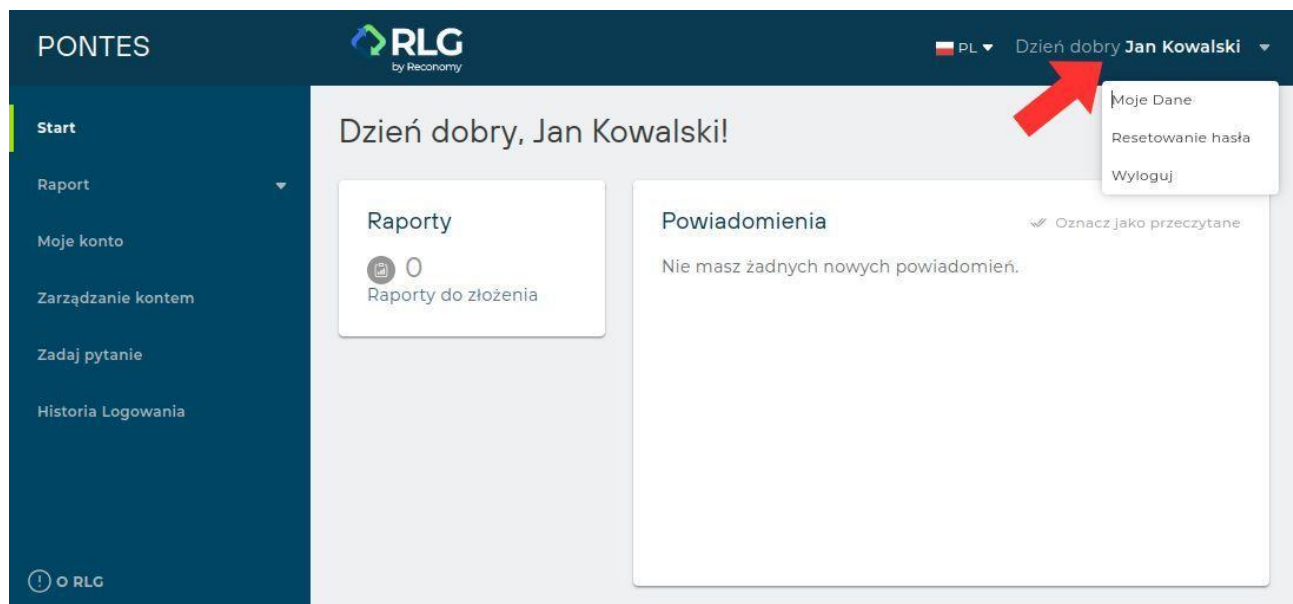 PONTES
RLG
by Reconomy
PL
Dzień dobry Jan Kowalski
Moje Dane
Resetowanie hasła
Wyloguj
Start
Raport
Moje konto
Zarządzanie kontem
Zadaj pytanie
Historia Logowania
O RLG
Dzień dobry, Jan Kowalski!
Raporty
0
Raporty do złożenia
Powiadomienia
Oznacz jako przeczytane
Nie masz żadnych nowych powiadomień.